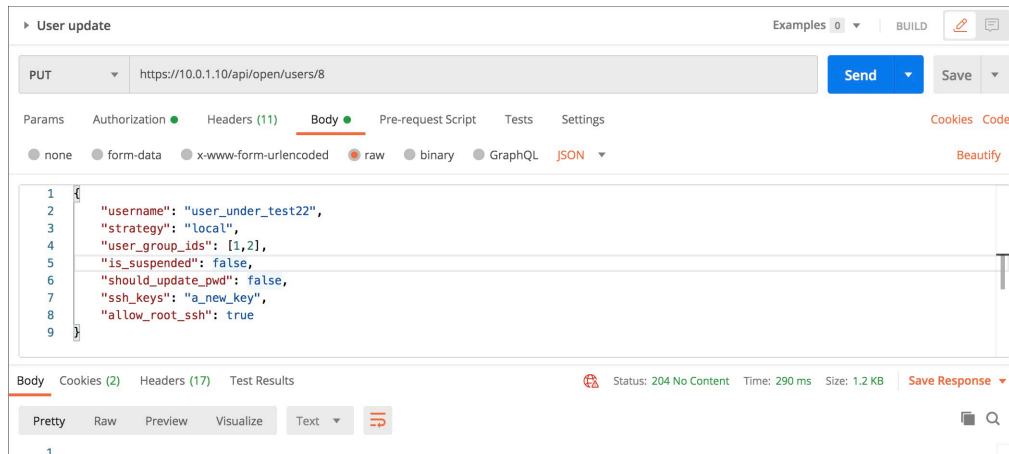 User update Examples 0 BUILD
PUT https://10.0.1.10/api/open/users/8 Send Save
Params Authorization Headers (11) Body Pre-request Script Tests Settings Cookies Code
none form-data x-www-form-urlencoded raw binary GraphQL JSON Beautify
1 {
2 "username": "user_under_test22",
3 "strategy": "local",
4 "user_group_ids": [1,2],
5 "is_suspended": false,
6 "should_update_pwd": false,
7 "ssh_keys": "a_new_key",
8 "allow_root_ssh": true
9 }
Body Cookies (2) Headers (17) Test Results Status: 204 No Content Time: 290 ms Size: 1.2 KB Save Response
Pretty Raw Preview Visualize Text
1